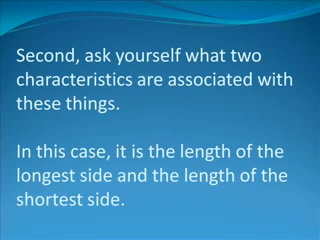 Second, ask yourself what two
characteristics are associated with
these things.
In this case, it is the length of the
longest side and the length of the
shortest side.